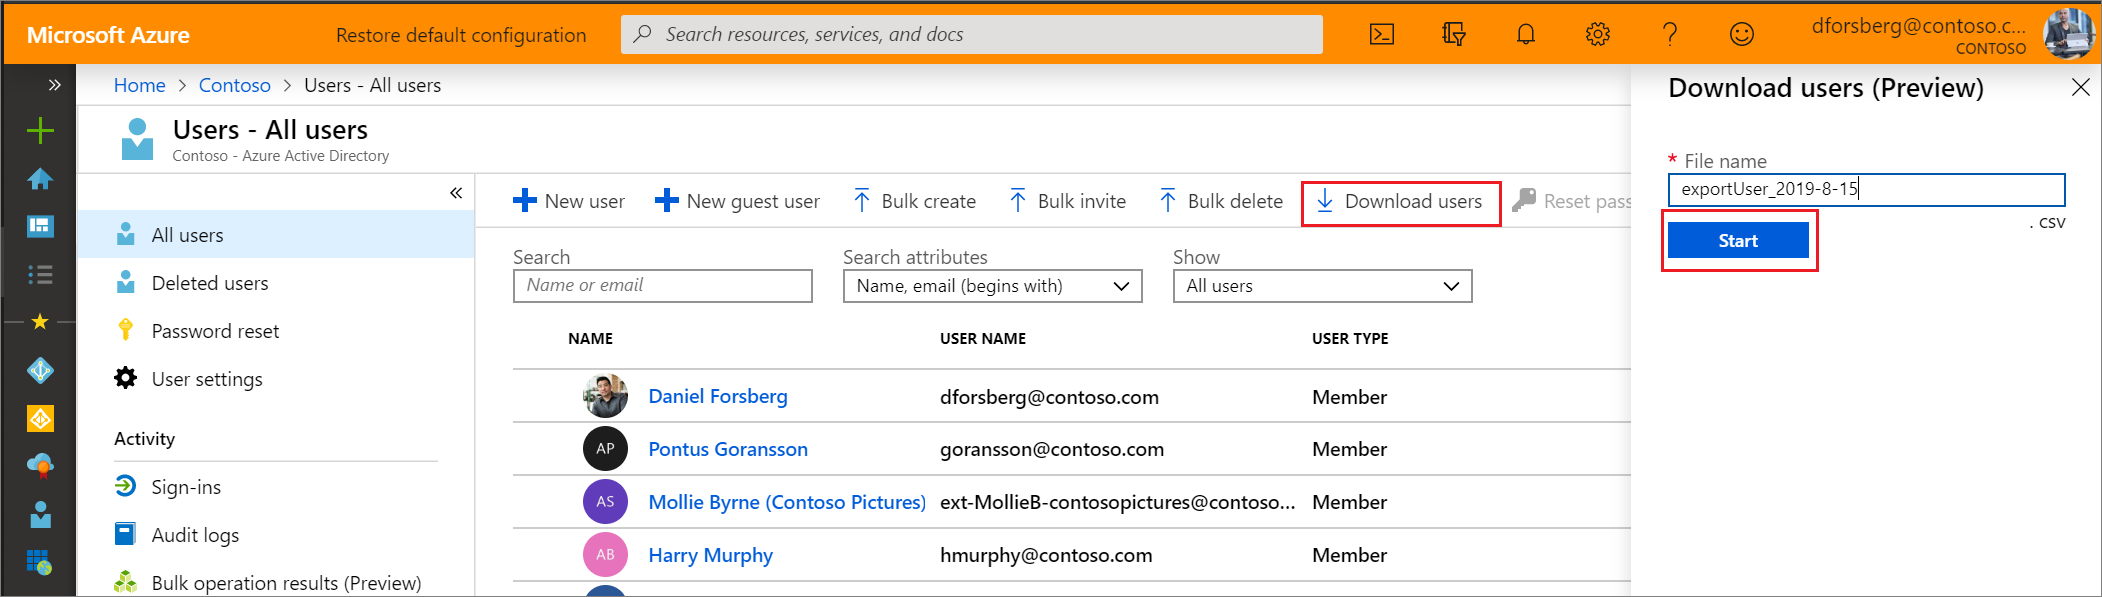 Microsoft Azure
Restore default configuration
Search resources, services, and docs
dforsberg@contoso.c...
CONTOSO
Home > Contoso > Users - All users
Users - All users
Contoso - Azure Active Directory
All users
Deleted users
Password reset
User settings
Activity
Sign-ins
Audit logs
Bulk operation results (Preview)
New user New guest user Bulk create Bulk invite Bulk delete Download users Reset pass
Search Search attributes Show
Name or email Name, email (begins with) All users
NAME USER NAME USER TYPE
Daniel Forsberg dforsberg@contoso.com Member
AP Pontus Goransson goransson@contoso.com Member
AS Mollie Byrne (Contoso Pictures) ext-MollieB-contosopictures@contoso... Member
AB Harry Murphy hmurphy@contoso.com Member
Download users (Preview)
* File name
exportUser_2019-8-15
. csv
Start